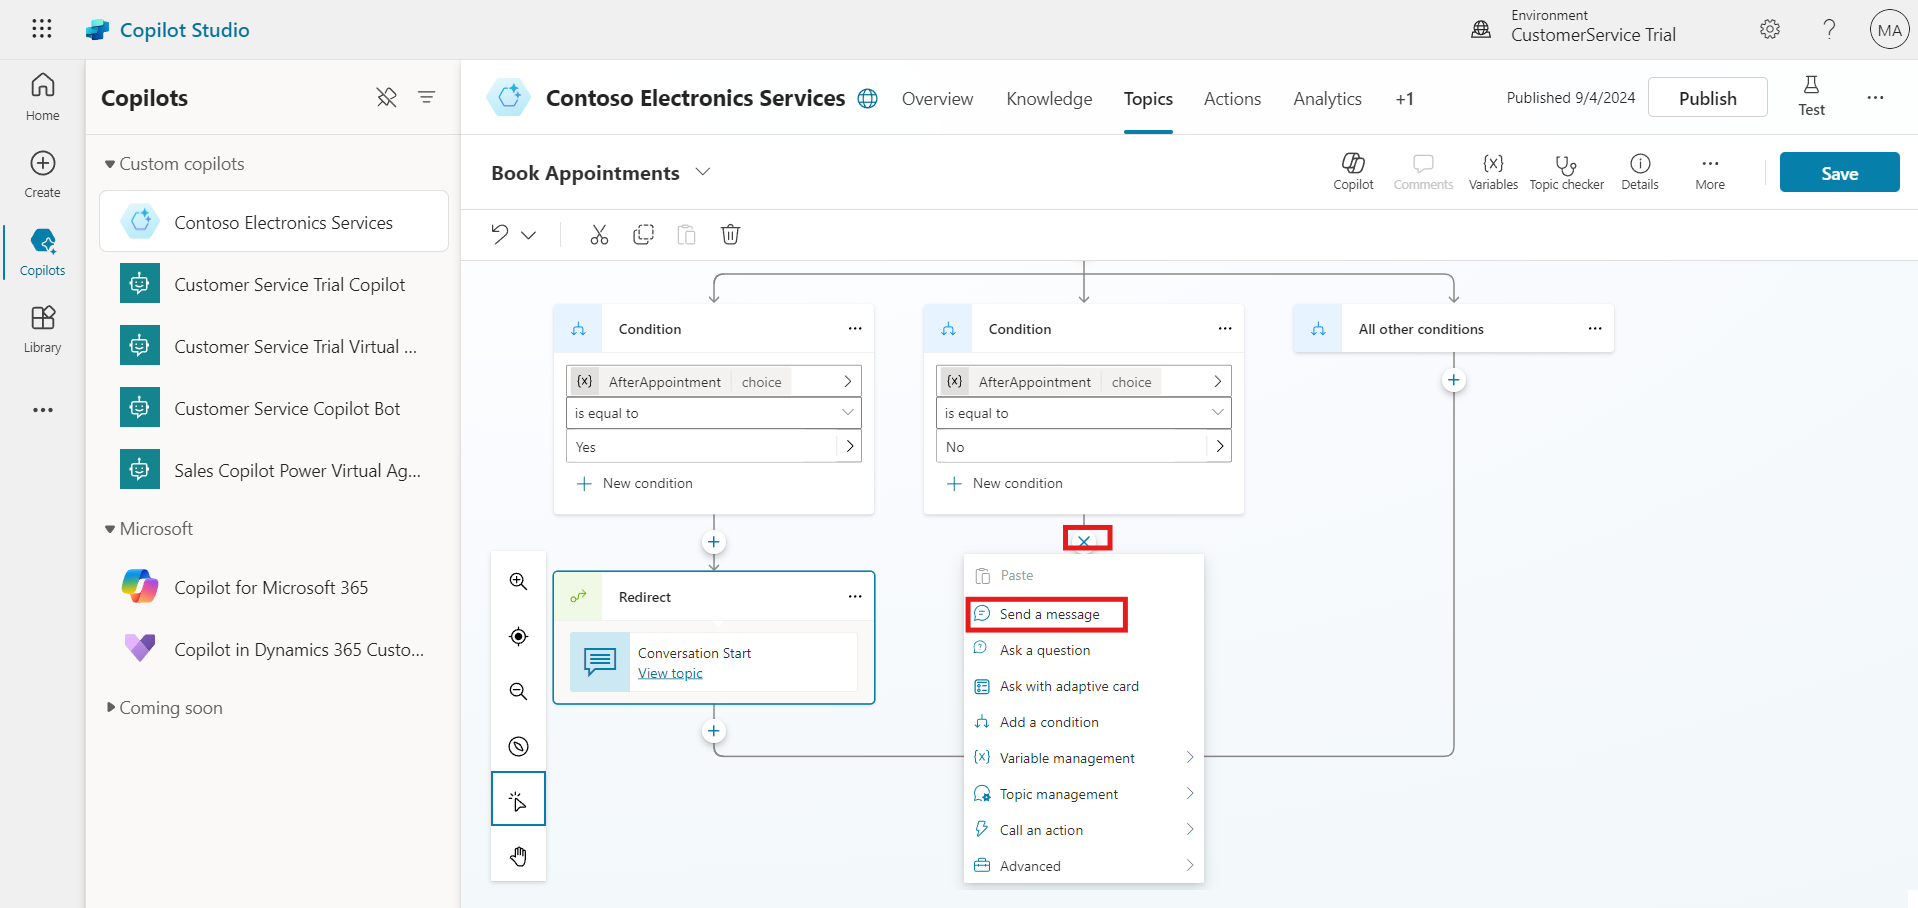 Copilot Studio
Environment
CustomerService Trial
MA
Home
Create
Copilots
Library
Copilots
Custom copilots
Contoso Electronics Services
Customer Service Trial Copilot
Customer Service Trial Virtual ...
Customer Service Copilot Bot
Sales Copilot Power Virtual Ag...
Microsoft
Copilot for Microsoft 365
Copilot in Dynamics 365 Custo...
Coming soon
Contoso Electronics Services
Overview
Knowledge
Topics
Actions
Analytics
+1
Published 9/4/2024
Publish
Test
Book Appointments
Copilot
Comments
{x}
Variables
Topic checker
Details
More
Save
Condition
{x} AfterAppointment choice
is equal to
Yes
New condition
Condition
{x} AfterAppointment choice
is equal to
No
New condition
All other conditions
Redirect
Conversation Start
View topic
Paste
Send a message
Ask a question
Ask with adaptive card
Add a condition
{x} Variable management
Topic management
Call an action
Advanced